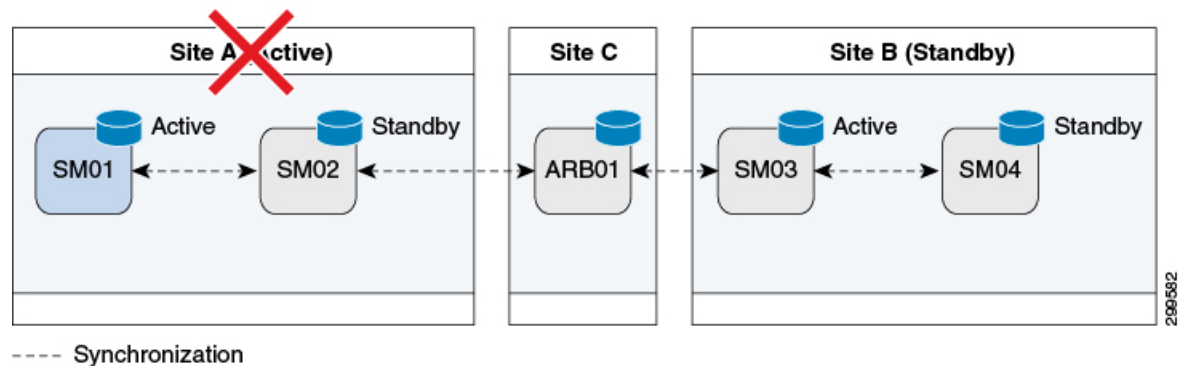 Site A (Active)
Site C
Site B (Standby)
Active
Standby
Active
Standby
SM01
SM02
ARB01
SM03
SM04
Synchronization
299582